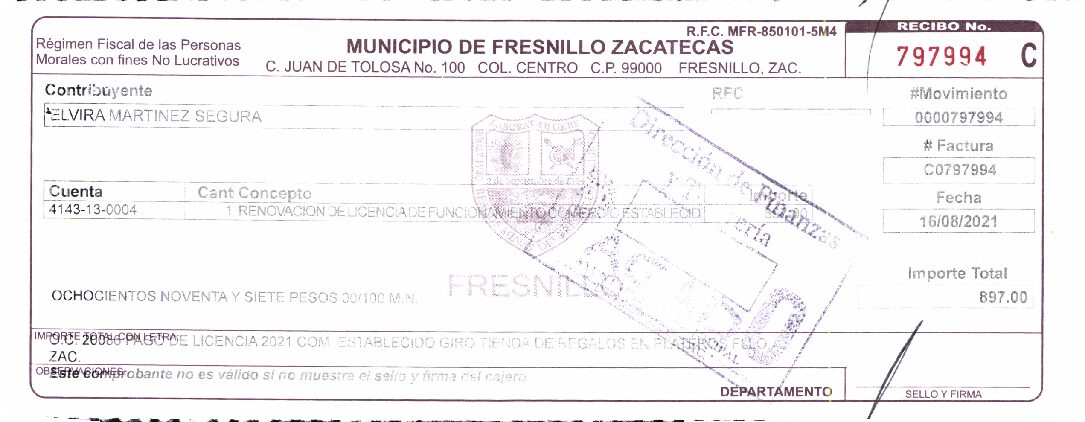 R.F.C. MFR-850101-5M4
RECIBO No.
Régimen Fiscal de las Personas
Morales con fines No Lucrativos
MUNICIPIO DE FRESNILLO ZACATECAS
C. JUAN DE TOLOSA No. 100 COL. CENTRO C.P. 99000 FRESNILLO, ZAC.
797994 C
Contribuyente
RFC
#Movimiento
ELVIRA MARTINEZ SEGURA
0000797994
# Factura
C0797994
Cuenta
Cant Concepto
Fecha
4143-13-0004
1 RENOVACION DE LICENCIA DE FUNCIONAMIENTO COMERCIO ESTABLECIDO
16/08/2021
Dirección de Finanzas
Importe Total
897.00
FRESNILLO
OCHOCIENTOS NOVENTA Y SIETE PESOS 00/100 M.N.
IMPORTE TOTAL CON LETRA
PAGO DE LICENCIA 2021 COM. ESTABLECIDO GIRO TIENDA DE REGALOS EN PLATEROS FLLO,
ZAC.
OBSERVACIONES
Este comprobante no es válido si no muestra el sello y firma del cajero
DEPARTAMENTO
SELLO Y FIRMA